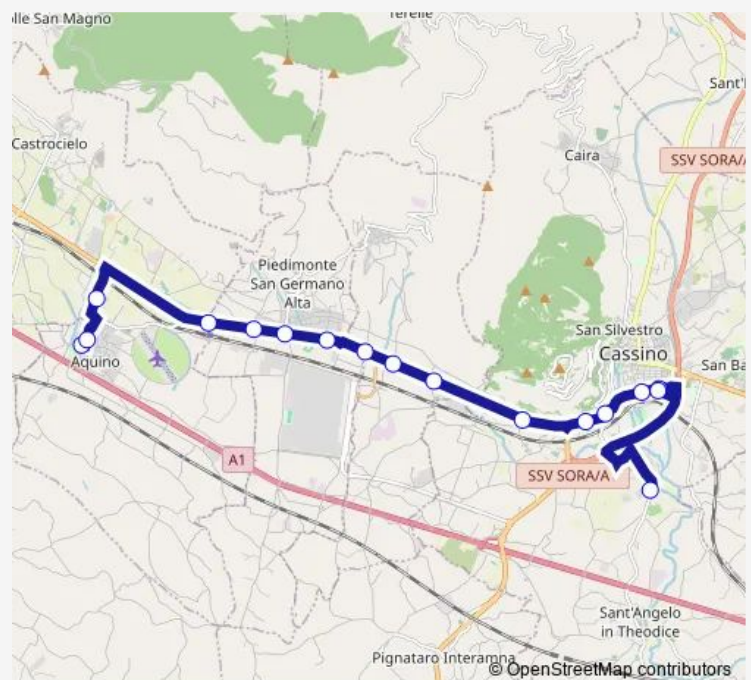 olle San Magno
Terelle
Sant'
Castrocielo
Caira
SSV SORA/A
Piedimonte
San Germano
Alta
San Silvestro
Cassino
San Ba
Aquino
A1
SSV SORA/A
Sant'Angelo
in Theodice
Pignataro Interamna
© OpenStreetMap contributors